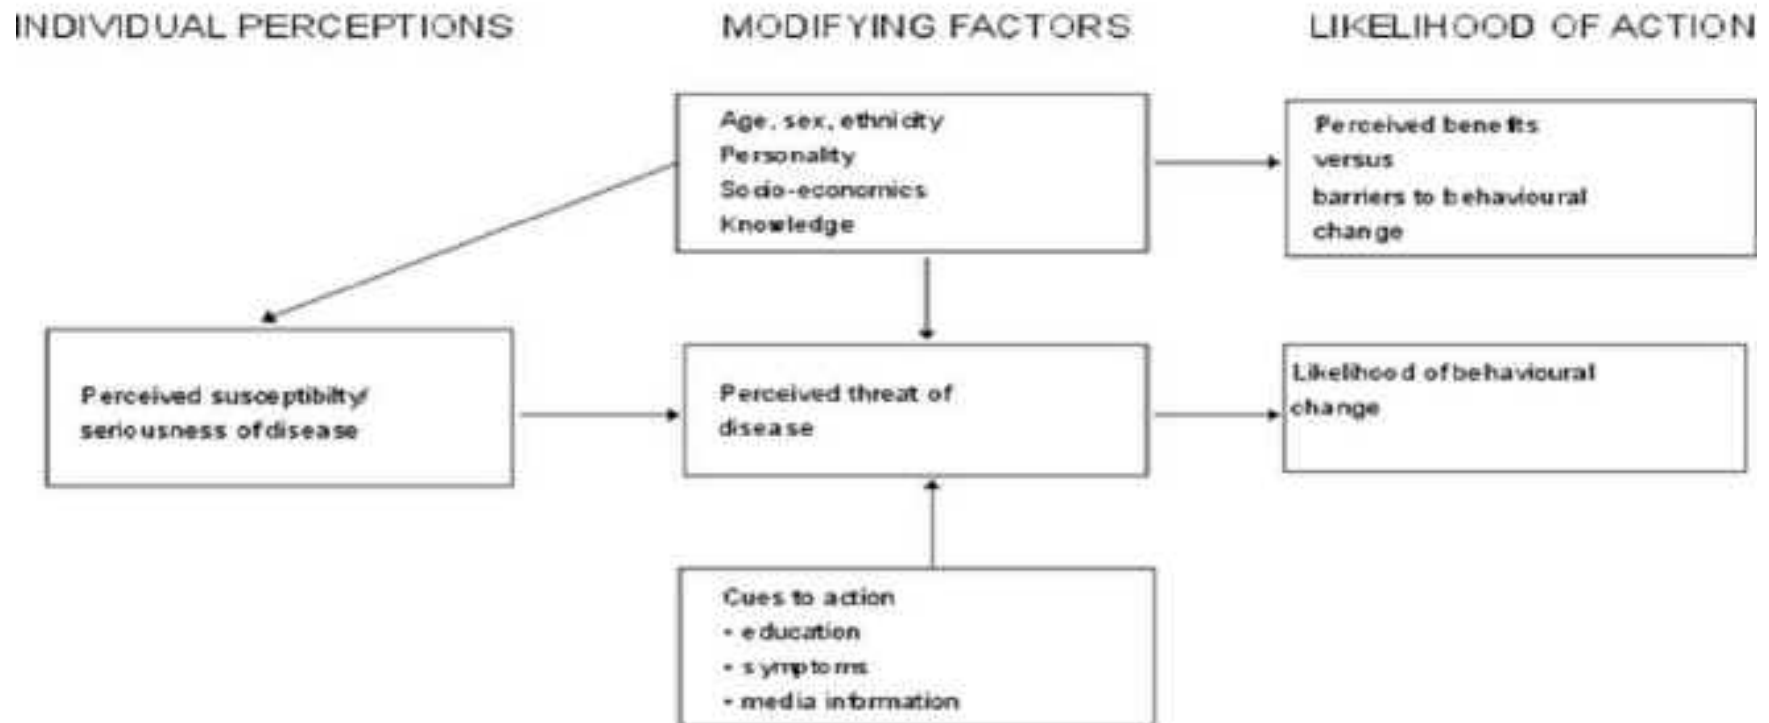 INDIVIDUAL PERCEPTIONS
MODIFYING FACTORS
LIKELIHOOD OF ACTION
Age, sex, ethnicity
Personality
Socio-economics
Knowledge
Perceived benefits
versus
barriers to behavioural
change
Perceived susceptibilty/
seriousness of disease
Perceived threat of
disease
Likelihood of behavioural
change
Cues to action
- education
- symptoms
- media information